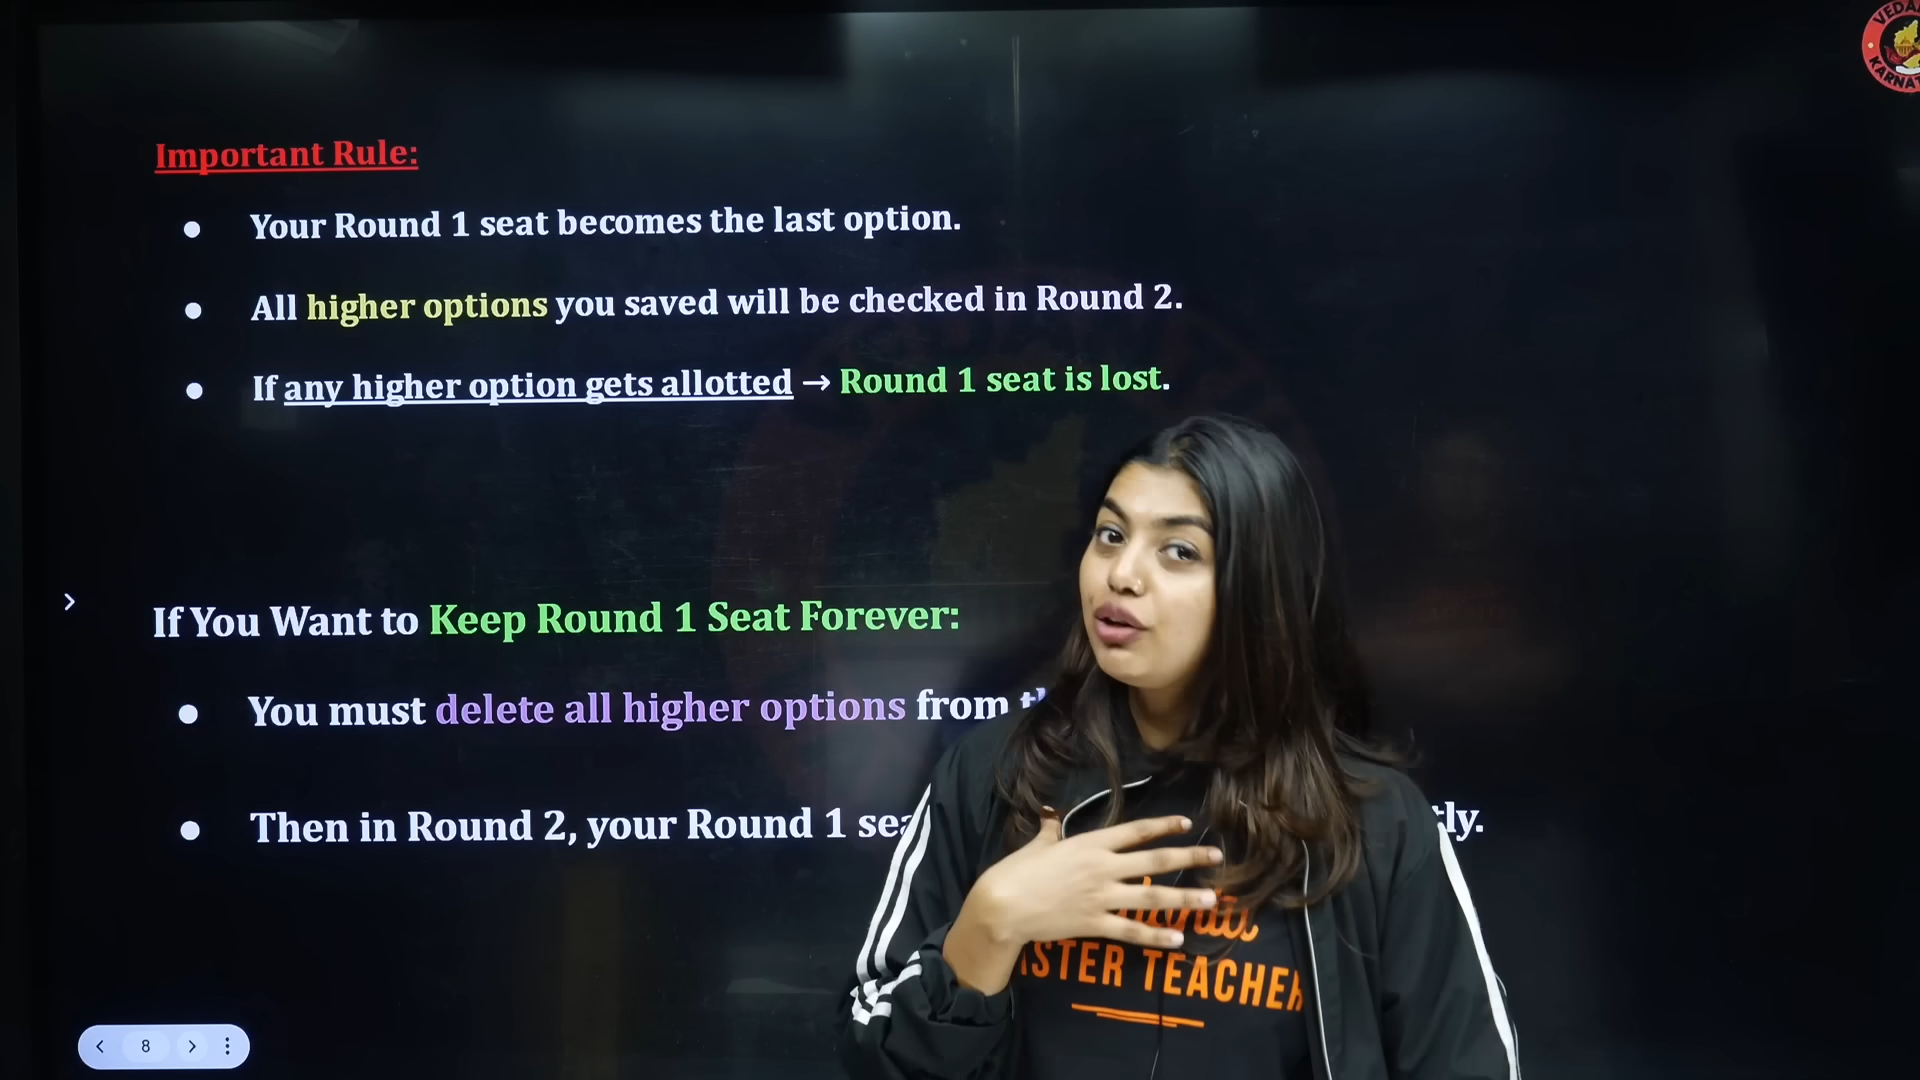 Important Rule:
● Your Round 1 seat becomes the last option.
● All higher options you saved will be checked in Round 2.
● If any higher option gets allotted → Round 1 seat is lost.
If You Want to Keep Round 1 Seat Forever:
● You must delete all higher options from
● Then in Round 2, your Round 1
TEACHER
8